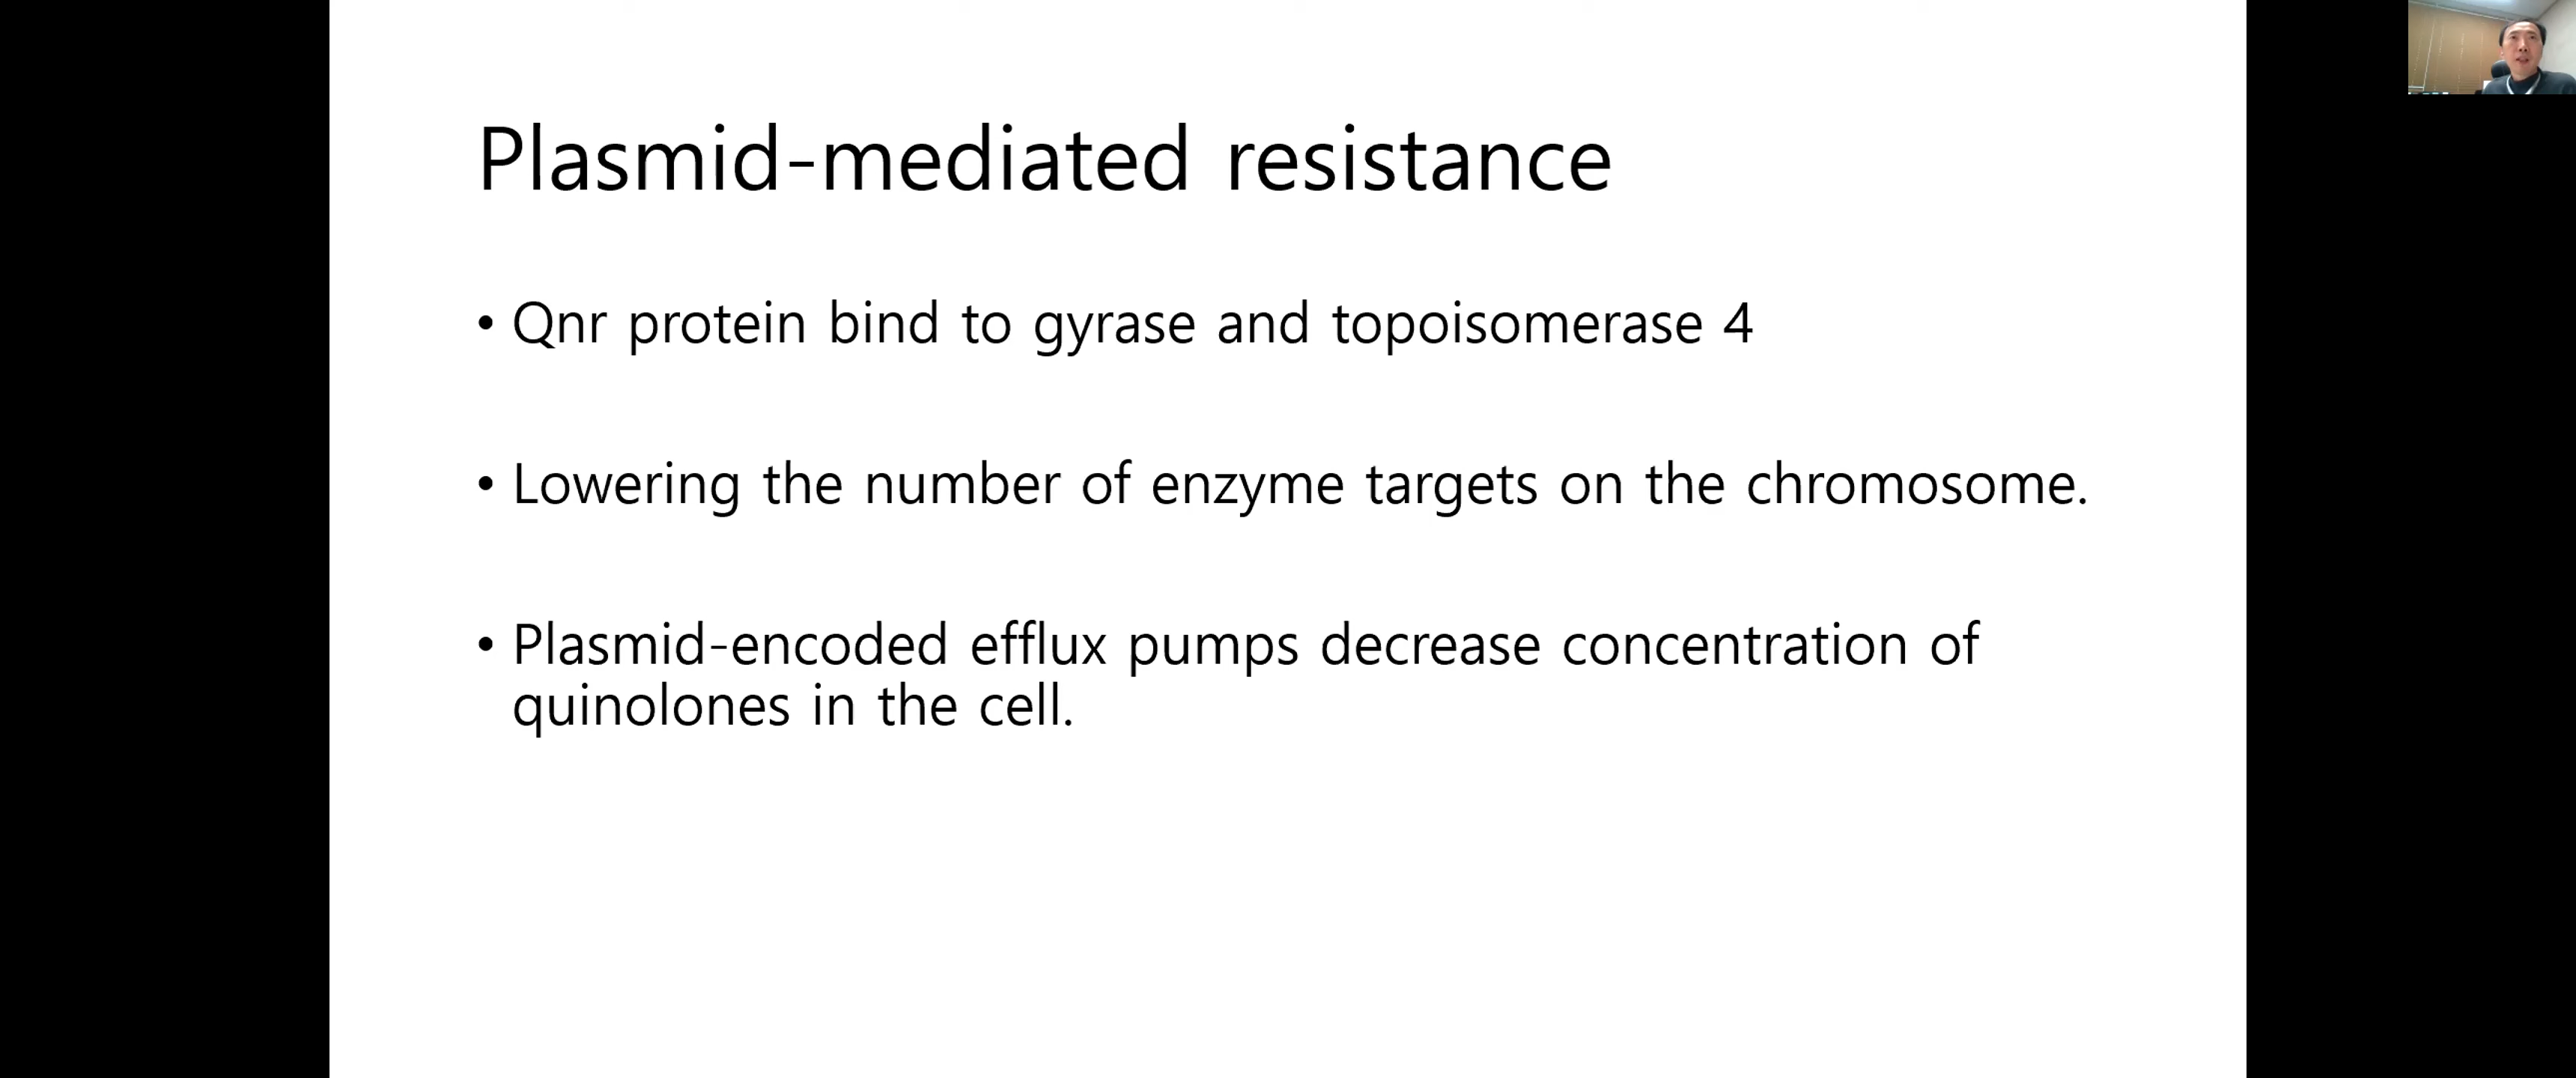 Plasmid-mediated resistance
• Qnr protein bind to gyrase and topoisomerase 4
• Lowering the number of enzyme targets on the chromosome.
• Plasmid-encoded efflux pumps decrease concentration of
quinolones in the cell.